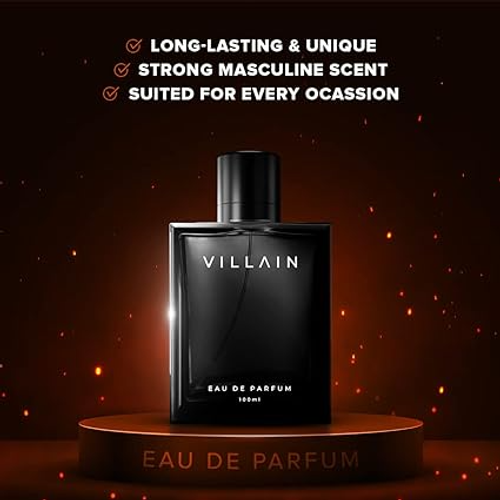 LONG-LASTING & UNIQUE
STRONG MASCULINE SCENT
SUITED FOR EVERY OCASSION
VILLAIN
EAU DE PARFUM
100ml
EAU DE PARFUM